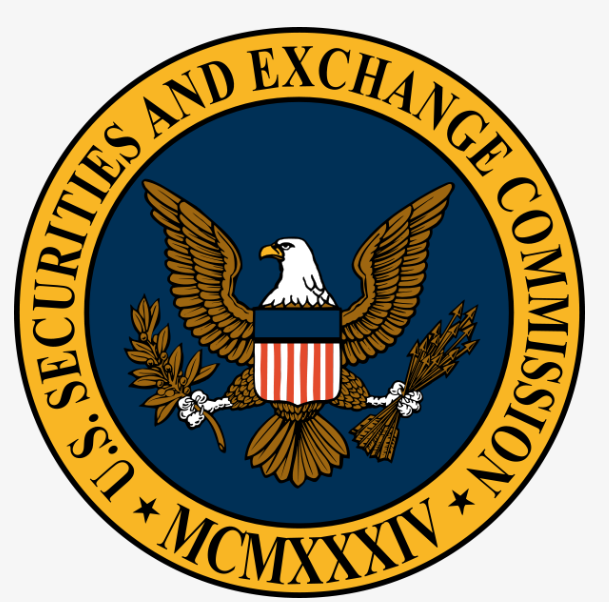 U.S. SECURITIES AND EXCHANGE COMMISSION
MCMXXXIV